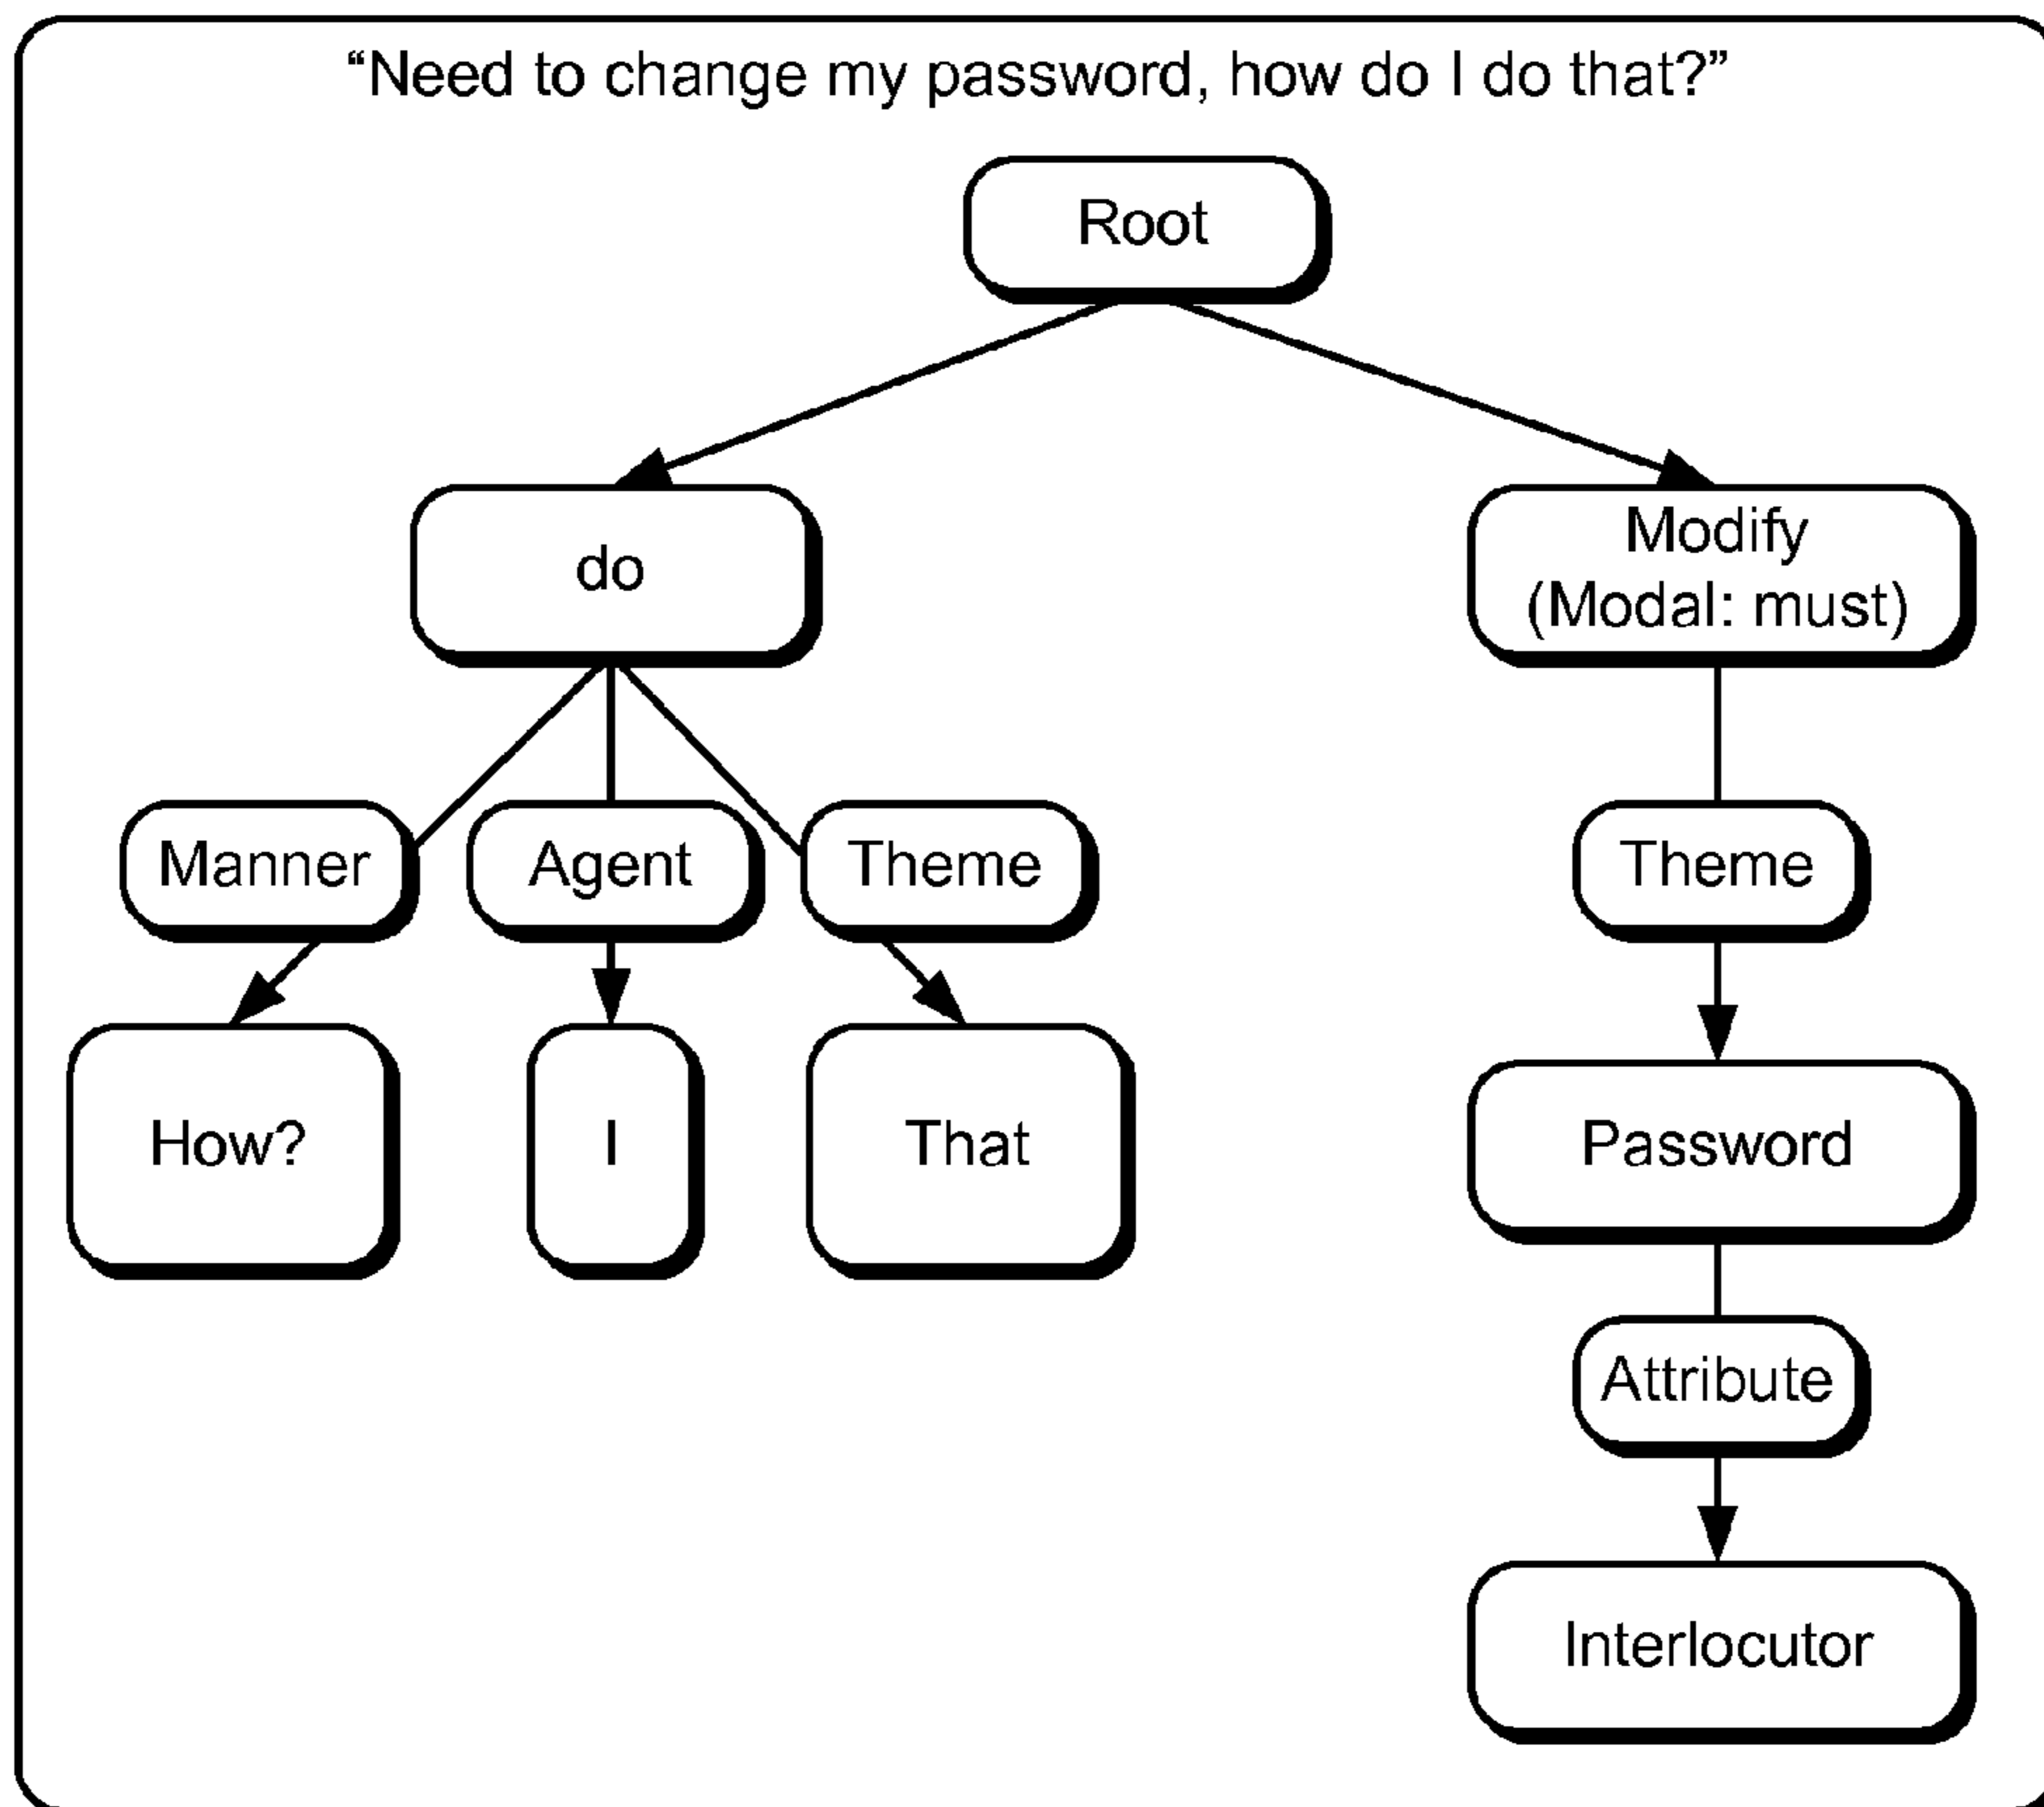 “Need to change my password, how do I do that?”
Root
do
Modify
(Modal: must)
Manner
Agent
Theme
Theme
How?
I
That
Password
Attribute
Interlocutor